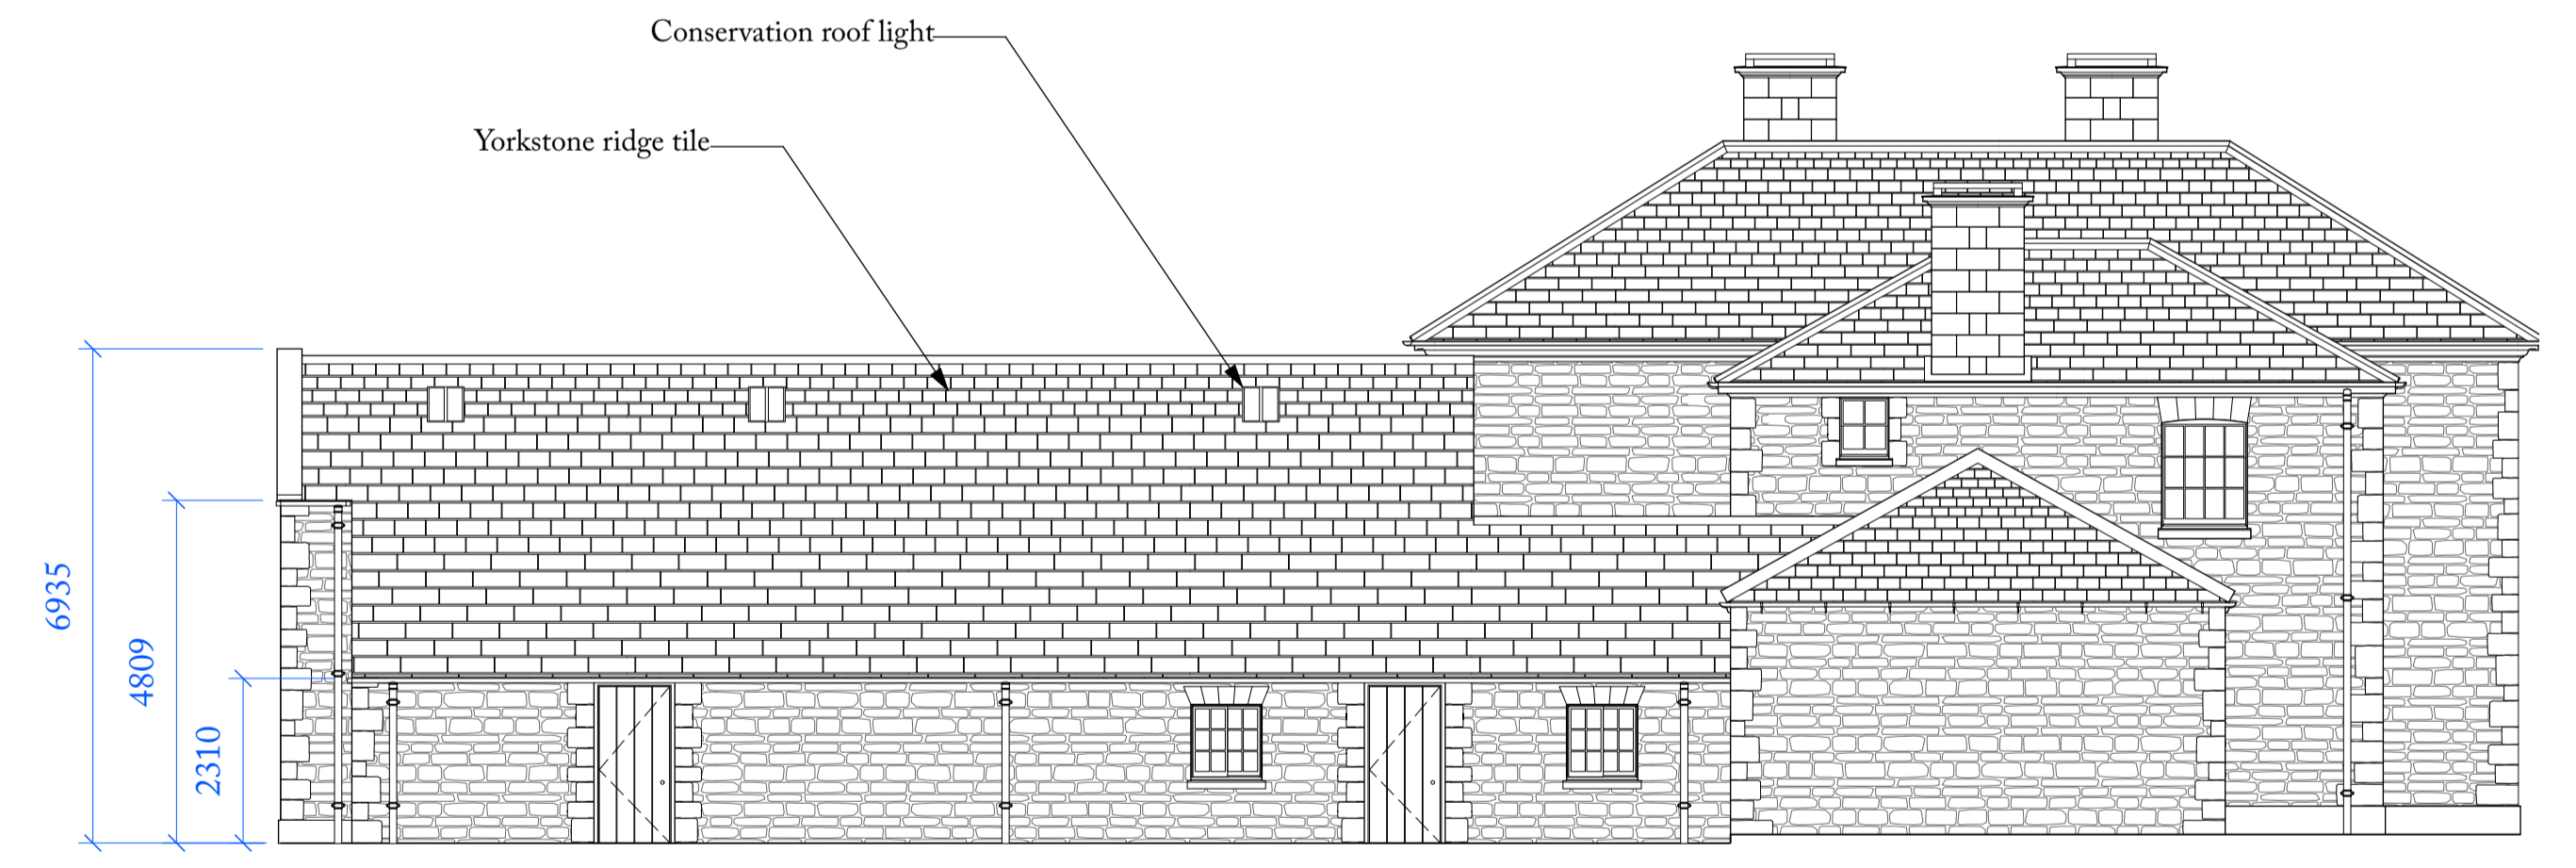 Conservation roof light
Yorkstone ridge tile
6935
4809
2310